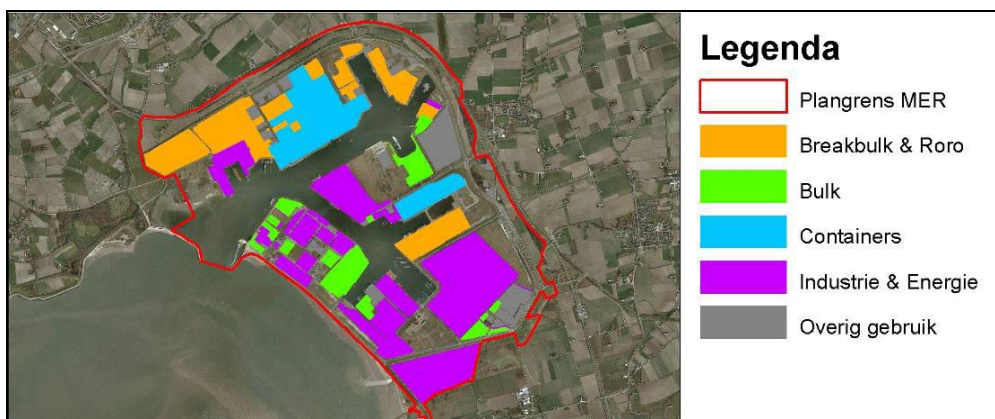 Legenda
Plangrens MER
Breakbulk & Roro
Bulk
Containers
Industrie & Energie
Overig gebruik